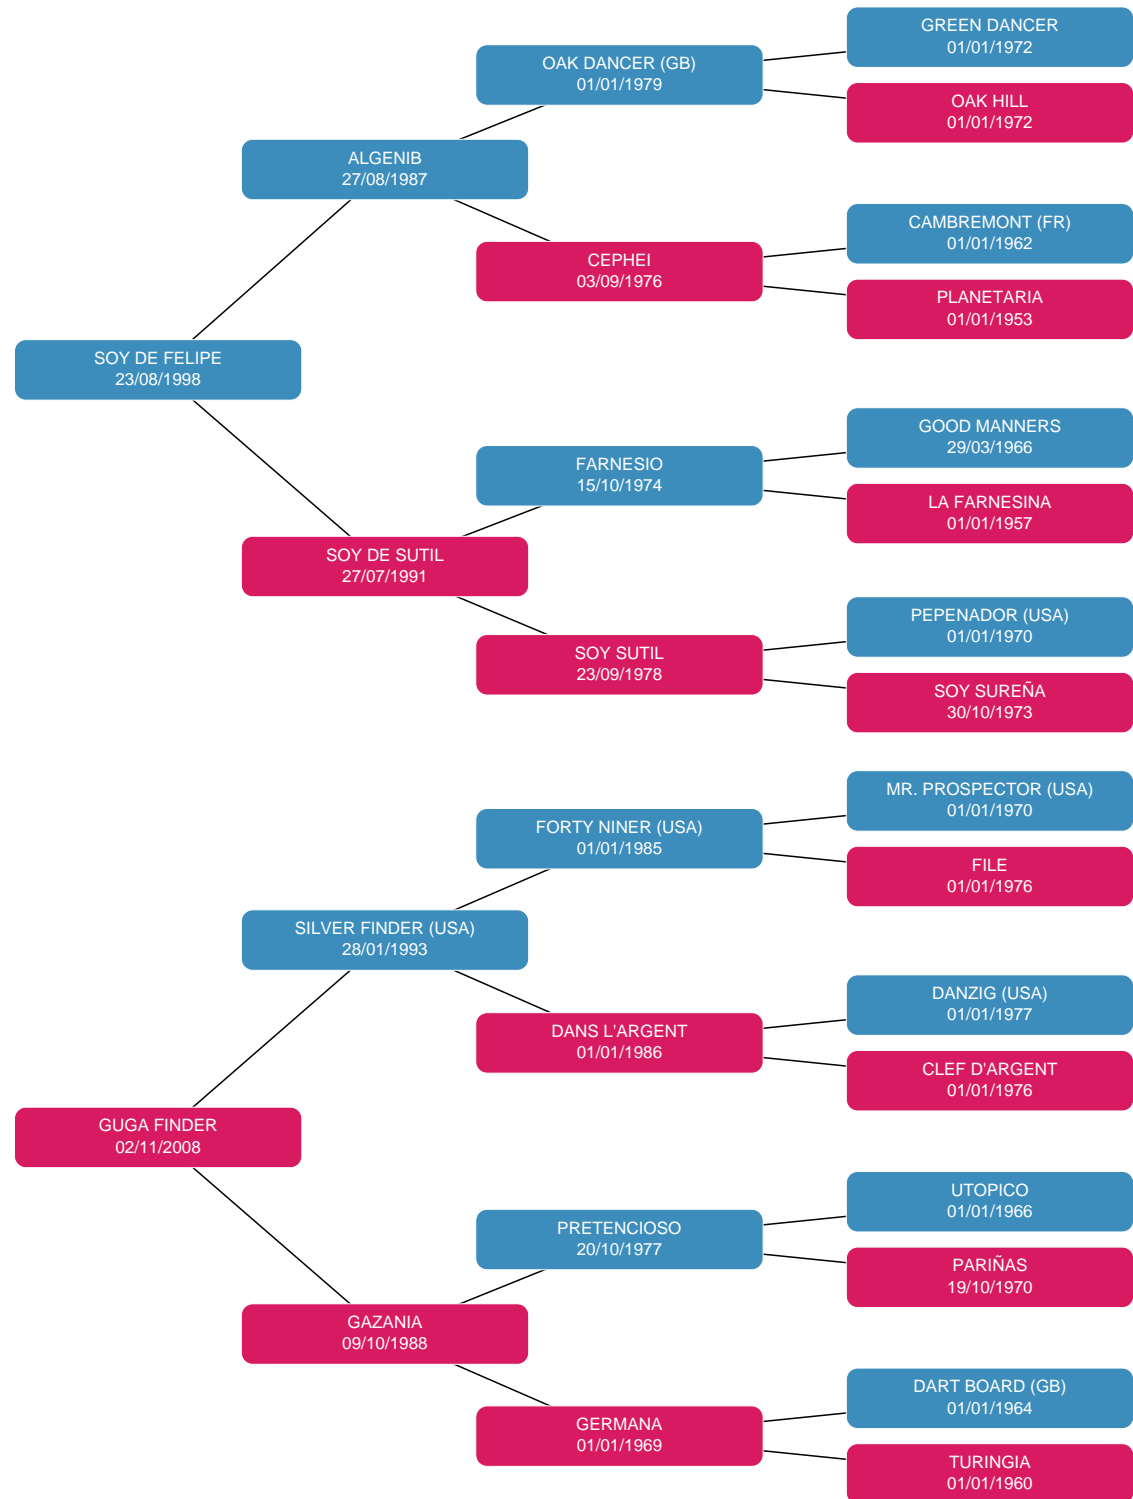 GREEN DANCER
01/01/1972
OAK DANCER (GB)
01/01/1979
OAK HILL
01/01/1972
ALGENIB
27/08/1987
CAMBREMONT (FR)
01/01/1962
CEPHEI
03/09/1976
PLANETARIA
01/01/1953
SOY DE FELIPE
23/08/1998
GOOD MANNERS
29/03/1966
FARNESIO
15/10/1974
LA FARNESINA
01/01/1957
SOY DE SUTIL
27/07/1991
PEPENADOR (USA)
01/01/1970
SOY SUTIL
23/09/1978
SOY SUREÑA
30/10/1973
MR. PROSPECTOR (USA)
01/01/1970
FORTY NINER (USA)
01/01/1985
FILE
01/01/1976
SILVER FINDER (USA)
28/01/1993
DANZIG (USA)
01/01/1977
DANS L'ARGENT
01/01/1986
CLEF D'ARGENT
01/01/1976
GUGA FINDER
02/11/2008
UTOPICO
01/01/1966
PRETENCIOSO
20/10/1977
PARIÑAS
19/10/1970
GAZANIA
09/10/1988
DART BOARD (GB)
01/01/1964
GERMANA
01/01/1969
TURINGIA
01/01/1960